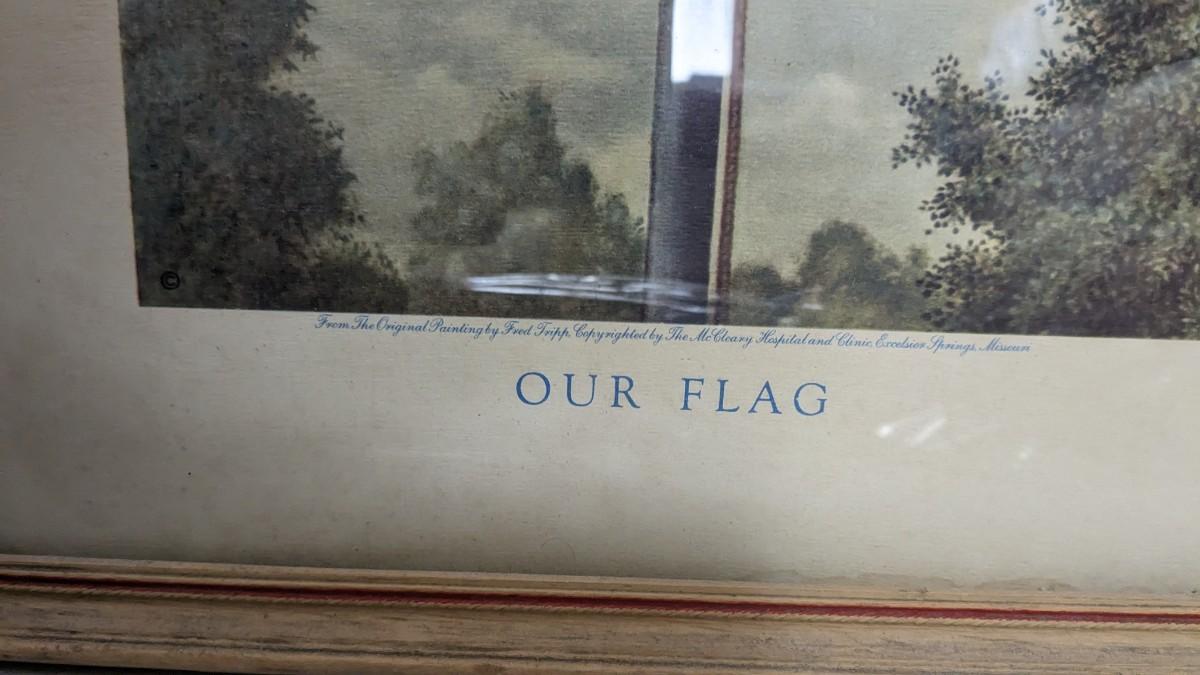 ©
From The Original Painting by Fred Tripp. Copyrighted by The McCleary Hospital and Clinic, Excelsior Springs, Missouri
OUR FLAG